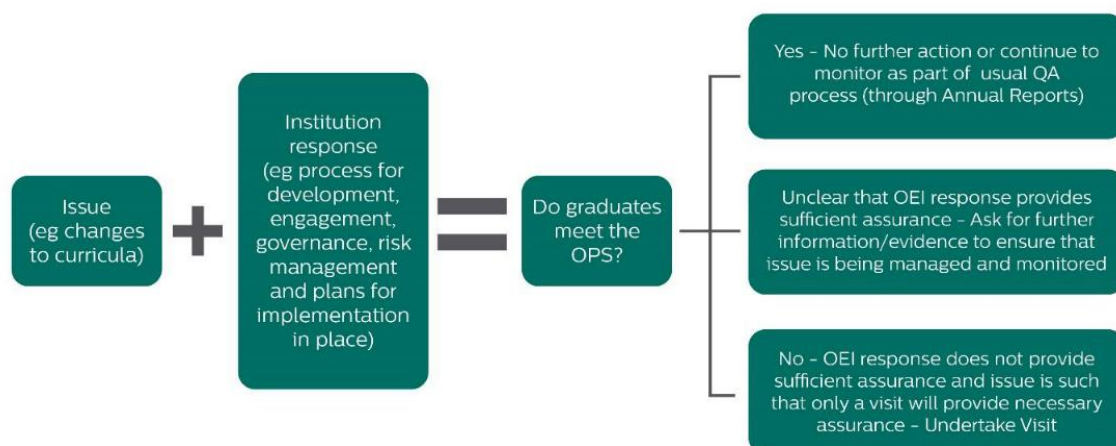 Issue
(eg changes
to curricula)
Institution
response
(eg process for
development,
engagement,
governance, risk
management
and plans for
implementation
in place)
Do graduates
meet the
OPS?
Yes – No further action or continue to
monitor as part of usual QA
process (through Annual Reports)
Unclear that OEI response provides
sufficient assurance – Ask for further
information/evidence to ensure that
issue is being managed and monitored
No – OEI response does not provide
sufficient assurance and issue is such
that only a visit will provide necessary
assurance – Undertake Visit